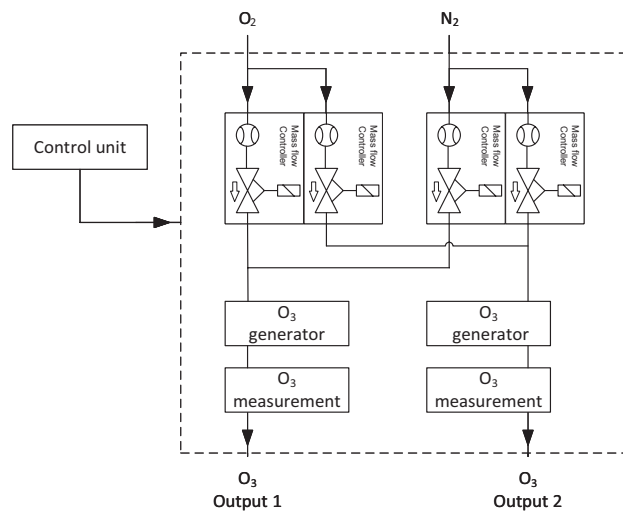 O₂
N₂
Control unit
Mass flow
Controller
Mass flow
Controller
Mass flow
Controller
Mass flow
Controller
O₃
generator
O₃
generator
O₃
measurement
O₃
measurement
O₃
Output 1
O₃
Output 2